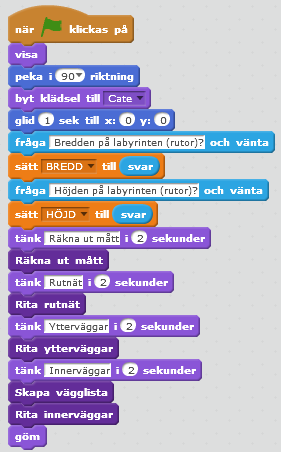 när klickas på
visa
peka i 90 riktning
byt klädsel till Cate
glid 1 sek till x: 0 y: 0
fråga Bredden på labyrinten (rutor)? och vänta
sätt BREDD till svar
fråga Höjden på labyrinten (rutor)? och vänta
sätt HÖJD till svar
tänk Räkna ut mått i 2 sekunder
Räkna ut mått
tänk Rutnät i 2 sekunder
Rita rutnät
tänk Ytterväggar i 2 sekunder
Rita ytterväggar
tänk Innerväggar i 2 sekunder
Skapa vägglista
Rita innerväggar
göm